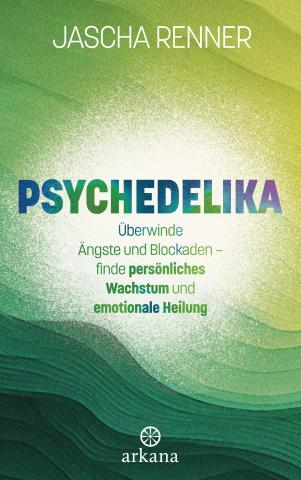 JASCHA RENNER
PSYCHEDELIKA
Überwinde
Ängste und Blockaden –
finde persönliches
Wachstum und
emotionale Heilung
arkana